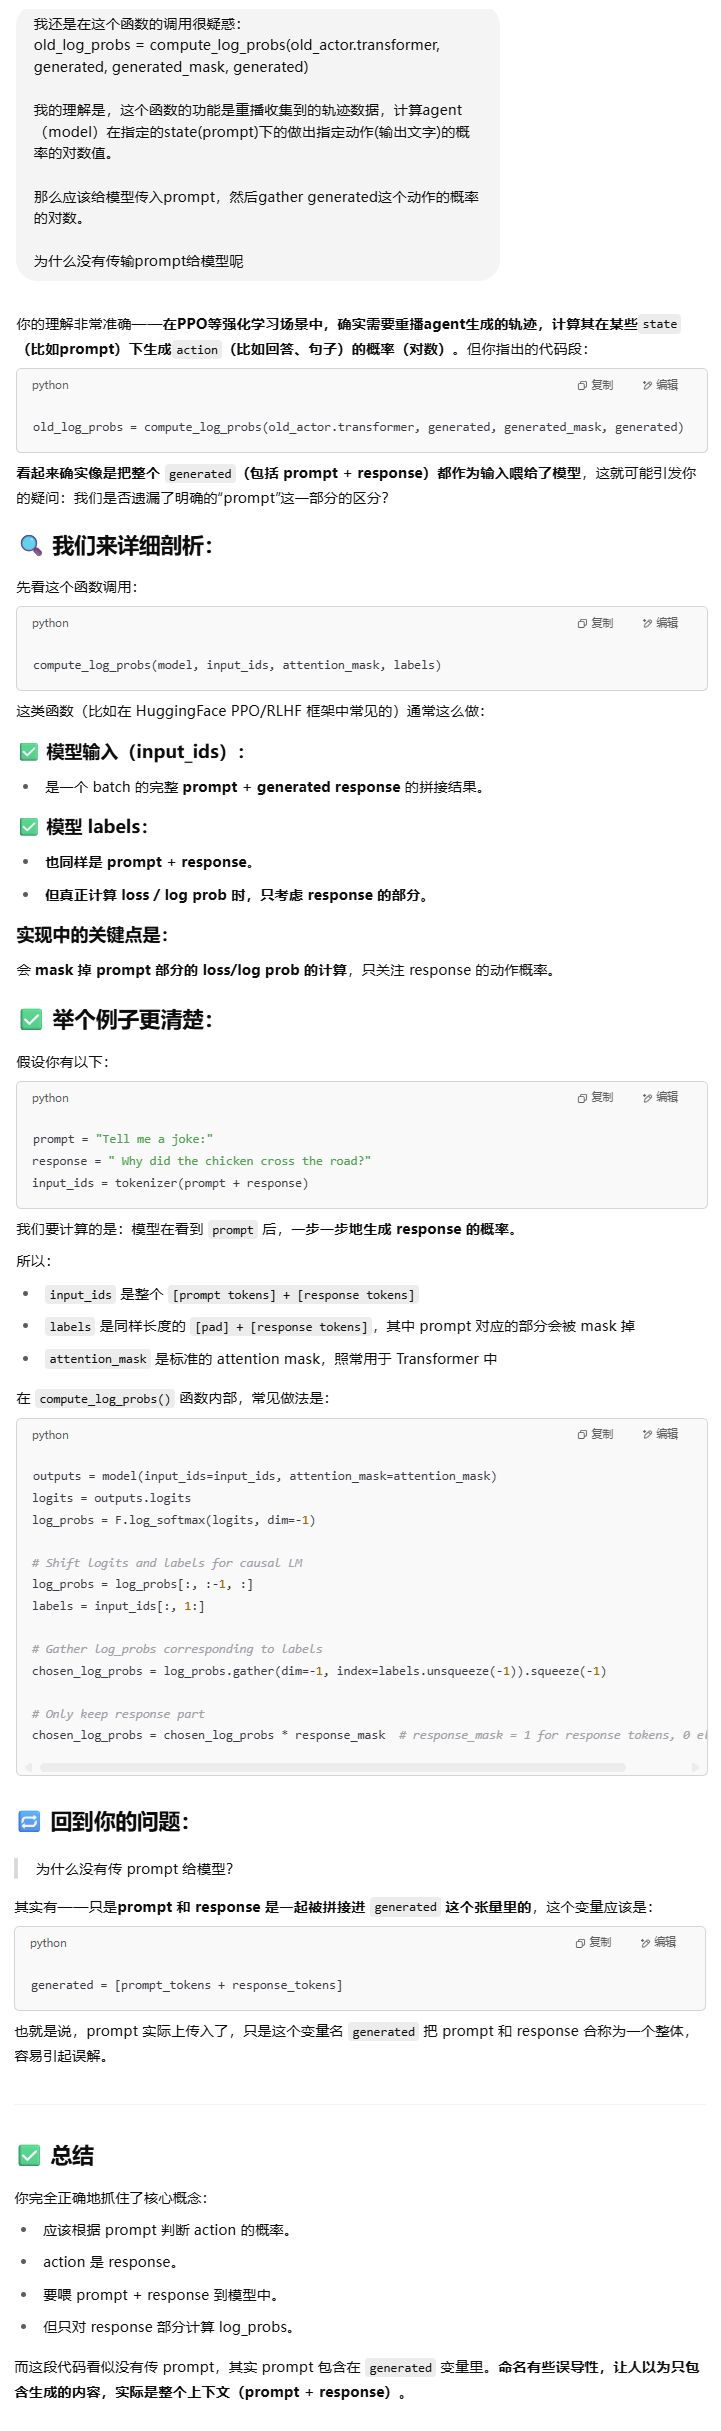 我还是在这个函数的调用很疑惑：
old_log_probs = compute_log_probs(old_actor.transformer,
generated, generated_mask, generated)
我的理解是，这个函数的功能是重播收集到的轨迹数据，计算agent
（model）在指定的state(prompt)下的做出指定动作(输出文字)的概
率的对数值。
那么应该给模型传入prompt，然后gather generated这个动作的概率
的对数。
为什么没有传输prompt给模型呢
你的理解非常准确——在PPO等强化学习场景中，确实需要重播agent生成的轨迹，计算其在某些 state
（比如prompt）下生成 action（比如回答、句子）的概率（对数）。但你指出的代码段：
python 复制 编辑
old_log_probs = compute_log_probs(old_actor.transformer, generated, generated_mask, generated)
看起来确实像是把整个 generated（包括 prompt + response）都作为输入喂给了模型，这就可能引发你
的疑问：我们是否遗漏了明确的“prompt”这一部分的区分？
🔍 我们来详细剖析：
先看这个函数调用：
python 复制 编辑
compute_log_probs(model, input_ids, attention_mask, labels)
这类函数（比如在 HuggingFace PPO/RLHF 框架中常见的）通常这么做：
✅ 模型输入（input_ids）：
• 是一个 batch 的完整 prompt + generated response 的拼接结果。
✅ 模型 labels：
• 也同样是 prompt + response。
• 但真正计算 loss / log prob 时，只考虑 response 的部分。
实现中的关键点是：
会 mask 掉 prompt 部分的 loss/log prob 的计算，只关注 response 的动作概率。
✅ 举个例子更清楚：
假设你有以下：
python 复制 编辑
prompt = "Tell me a joke:"
response = " Why did the chicken cross the road?"
input_ids = tokenizer(prompt + response)
我们要计算的是：模型在看到 prompt 后，一步一步地生成 response 的概率。
所以：
• input_ids 是整个 [prompt tokens] + [response tokens]
• labels 是同样长度的 [pad] + [response tokens]，其中 prompt 对应的部分会被 mask 掉
• attention_mask 是标准的 attention mask，照常用于 Transformer 中
在 compute_log_probs() 函数内部，常见做法是：
python 复制 编辑
outputs = model(input_ids=input_ids, attention_mask=attention_mask)
logits = outputs.logits
log_probs = F.log_softmax(logits, dim=-1)
# Shift logits and labels for causal LM
log_probs = log_probs[:, :-1, :]
labels = input_ids[:, 1:]
# Gather log_probs corresponding to labels
chosen_log_probs = log_probs.gather(dim=-1, index=labels.unsqueeze(-1)).squeeze(-1)
# Only keep response part
chosen_log_probs = chosen_log_probs * response_mask # response_mask = 1 for response tokens, 0
🔁 回到你的问题：
为什么没有传 prompt 给模型？
其实有——只是prompt 和 response 是一起被拼接进 generated 这个张量里的，这个变量应该是：
python 复制 编辑
generated = [prompt_tokens + response_tokens]
也就是说，prompt 实际上传入了，只是这个变量名 generated 把 prompt 和 response 合称为一个整体，
容易引起误解。
✅ 总结
你完全正确地抓住了核心概念：
• 应该根据 prompt 判断 action 的概率。
• action 是 response。
• 要喂 prompt + response 到模型中。
• 但只对 response 部分计算 log_probs。
而这段代码看似没有传 prompt，其实 prompt 包含在 generated 变量里。命名有些误导性，让人以为只包
含生成的内容，实际是整个上下文（prompt + response）。